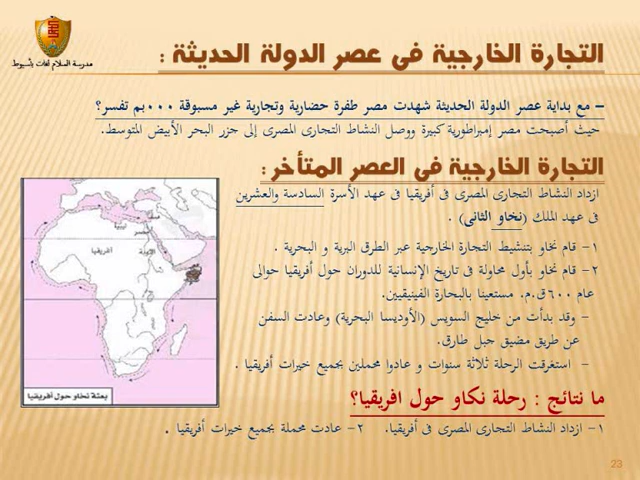 مدرسة السلام لغات بأسيوط
التجارة الخارجية فى عصر الدولة الحديثة :
– مع بداية عصر الدولة الحديثة شهدت مصر طفرة حضارية وتجارية غير مسبوقة ٠٠٠بم تفسر؟
حيث أصبحت مصر إمبراطورية كبيرة ووصل النشاط التجارى المصرى إلى جزر البحر الأبيض المتوسط.
التجارة الخارجية فى العصر المتأخر :
ازداد النشاط التجارى المصرى فى أفريقيا فى عهد الأسرة السادسة والعشرين
فى عهد الملك (نخاو الثانى) .
١– قام نخاو بتنشيط التجارة الخارجية عبر الطرق البرية و البحرية .
٢– قام نخاو بأول محاولة فى تاريخ الإنسانية للدوران حول أفريقيا حوالى
عام ٦٠٠ق.م. مستعينا بالبحارة الفينيقيين.
– وقد بدأت من خليج السويس (الأوديسا البحرية) وعادت السفن
عن طريق مضيق جبل طارق.
– استغرقت الرحلة ثلاثة سنوات و عادوا محملين بجميع خيرات أفريقيا .
ليبيا
مصر
أفريقيا
النوبة
بعثة نخاو حول أفريقيا
ما نتائج : رحلة نكاو حول افريقيا؟
١– ازداد النشاط التجارى المصرى فى أفريقيا. ٢– عادت محملة بجميع خيرات أفريقيا .
23